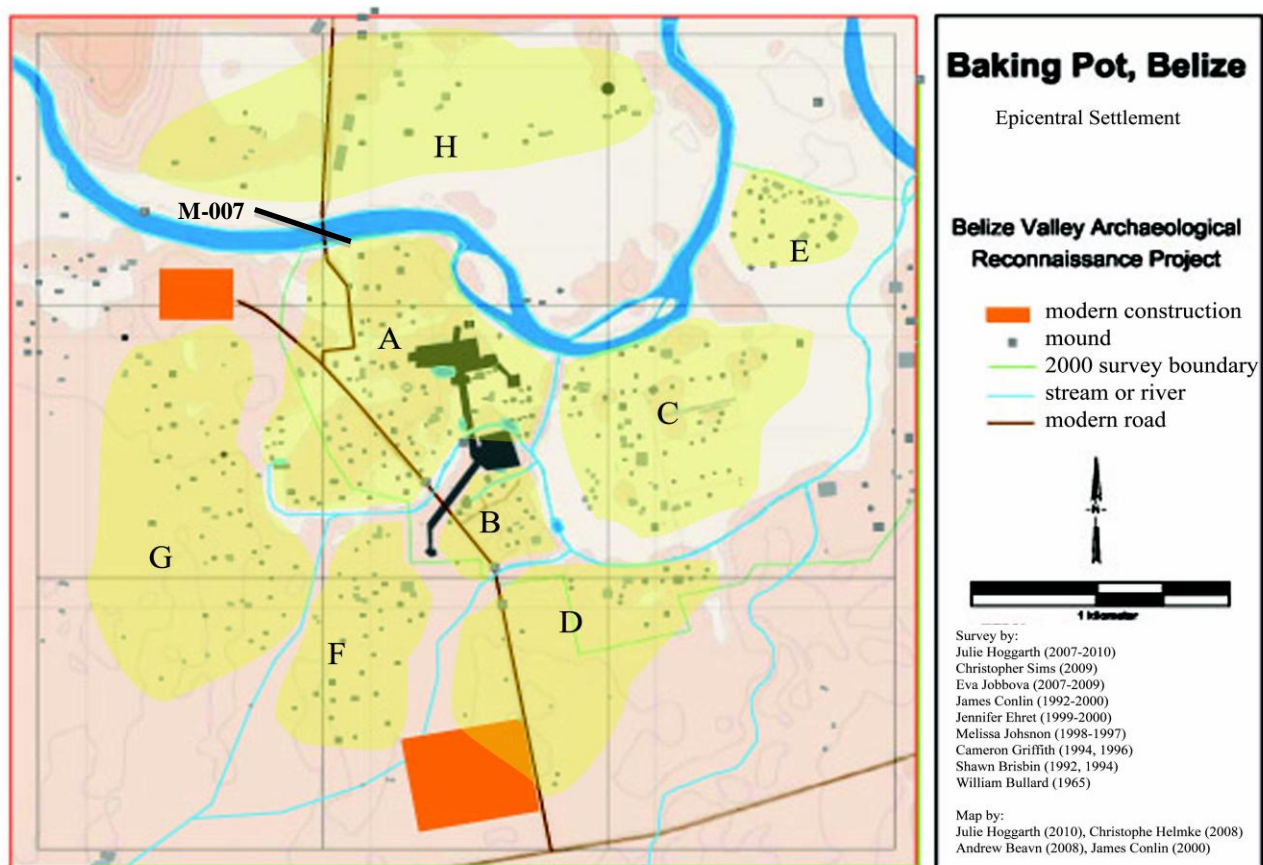 Baking Pot, Belize
Epicentral Settlement
Belize Valley Archaeological
Reconnaissance Project
modern construction
mound
2000 survey boundary
stream or river
modern road
N
1 kilometer
Survey by:
Julie Hoggarth (2007-2010)
Christopher Sims (2009)
Eva Jobbova (2007-2009)
James Conlin (1992-2000)
Jennifer Ehret (1999-2000)
Melissa Johsnon (1998-1997)
Cameron Griffith (1994, 1996)
Shawn Brisbin (1992, 1994)
William Bullard (1965)
Map by:
Julie Hoggarth (2010), Christophe Helmke (2008)
Andrew Beavn (2008), James Conlin (2000)
H
M-007
E
A
C
B
G
D
F